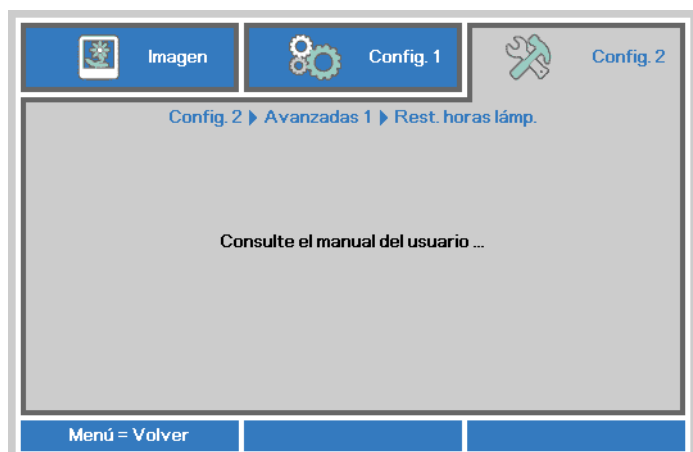 Imagen
Config. 1
Config. 2
Config. 2 ▶ Avanzadas 1 ▶ Rest. horas lámp.
Consulte el manual del usuario ...
Menú = Volver